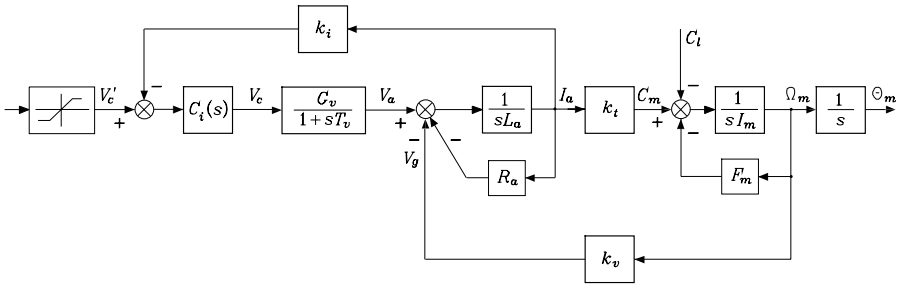 k_i
V_c'
−
+
C_i(s)
V_c
G_v
1+sT_v
V_a
+
−
V_g
−
1
sL_a
I_a
R_a
k_t
C_m
+
C_l
−
−
1
sI_m
Ω_m
F_m
1
s
Θ_m
k_v